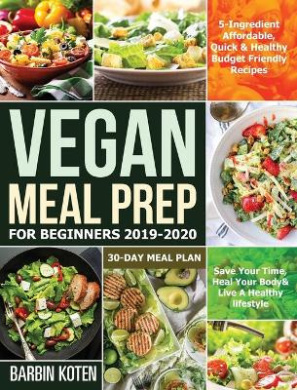 5-Ingredient
Affordable,
Quick & Healthy
Budget Friendly
Recipes
VEGAN
MEAL PREP
FOR BEGINNERS 2019-2020
30-DAY MEAL PLAN
Save Your Time,
Heal Your Body&
Live A Healthy
lifestyle
BARBIN KOTEN